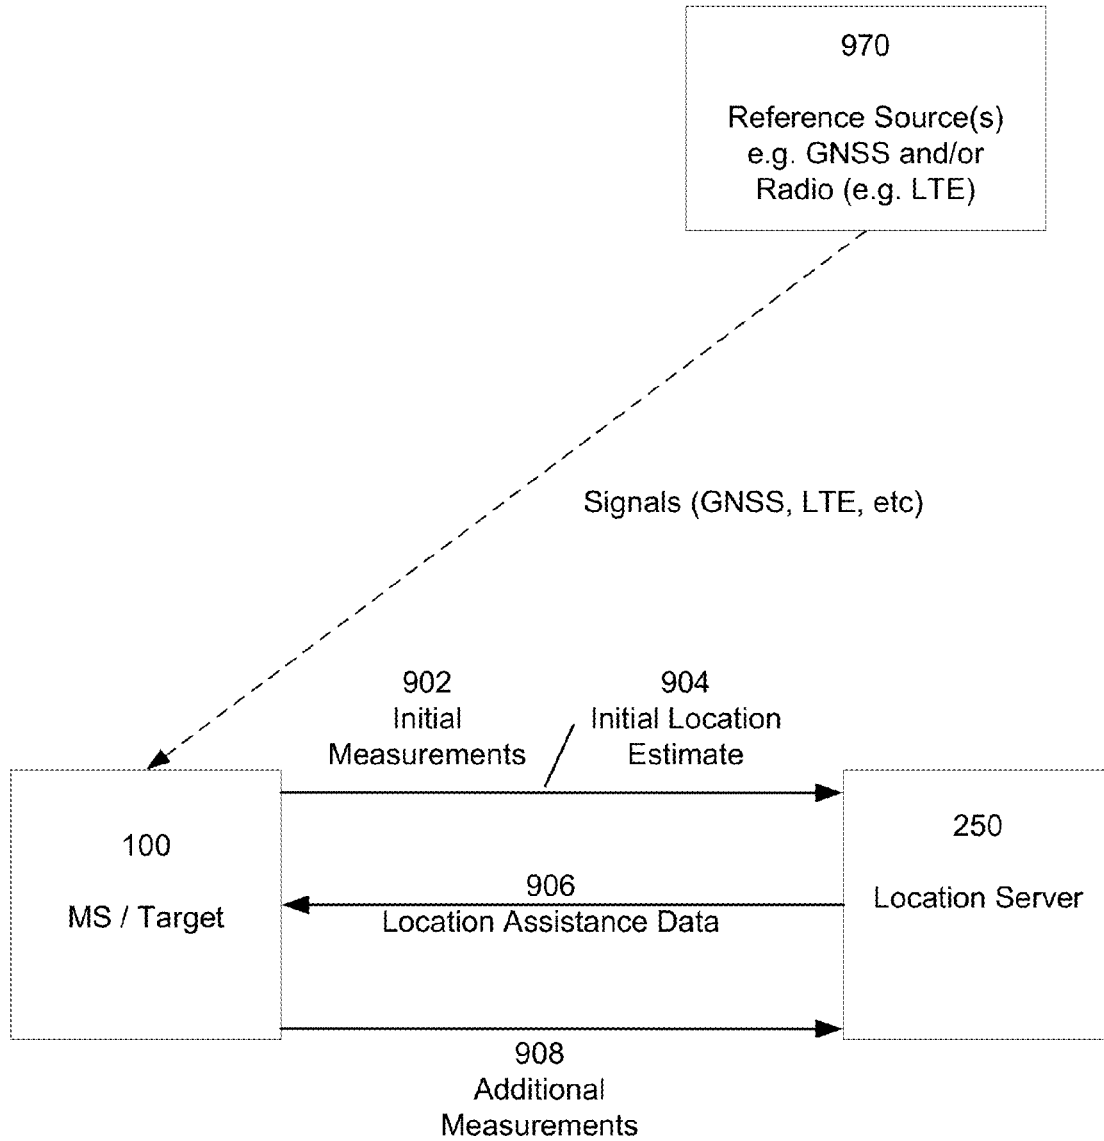 970
Reference Source(s)
e.g. GNSS and/or
Radio (e.g. LTE)
Signals (GNSS, LTE, etc)
902
Initial
Measurements
904
Initial Location
Estimate
100
MS / Target
250
Location Server
906
Location Assistance Data
908
Additional
Measurements